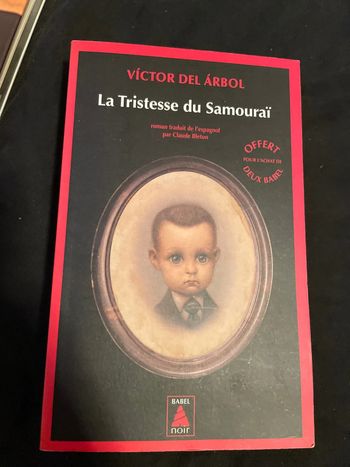 VÍCTOR DEL ÁRBOL
La Tristesse du Samouraï
roman traduit de l'espagnol
par Claude Bleton
OFFERT
POUR L'ACHAT DE
DEUX BABEL
BABEL
noir